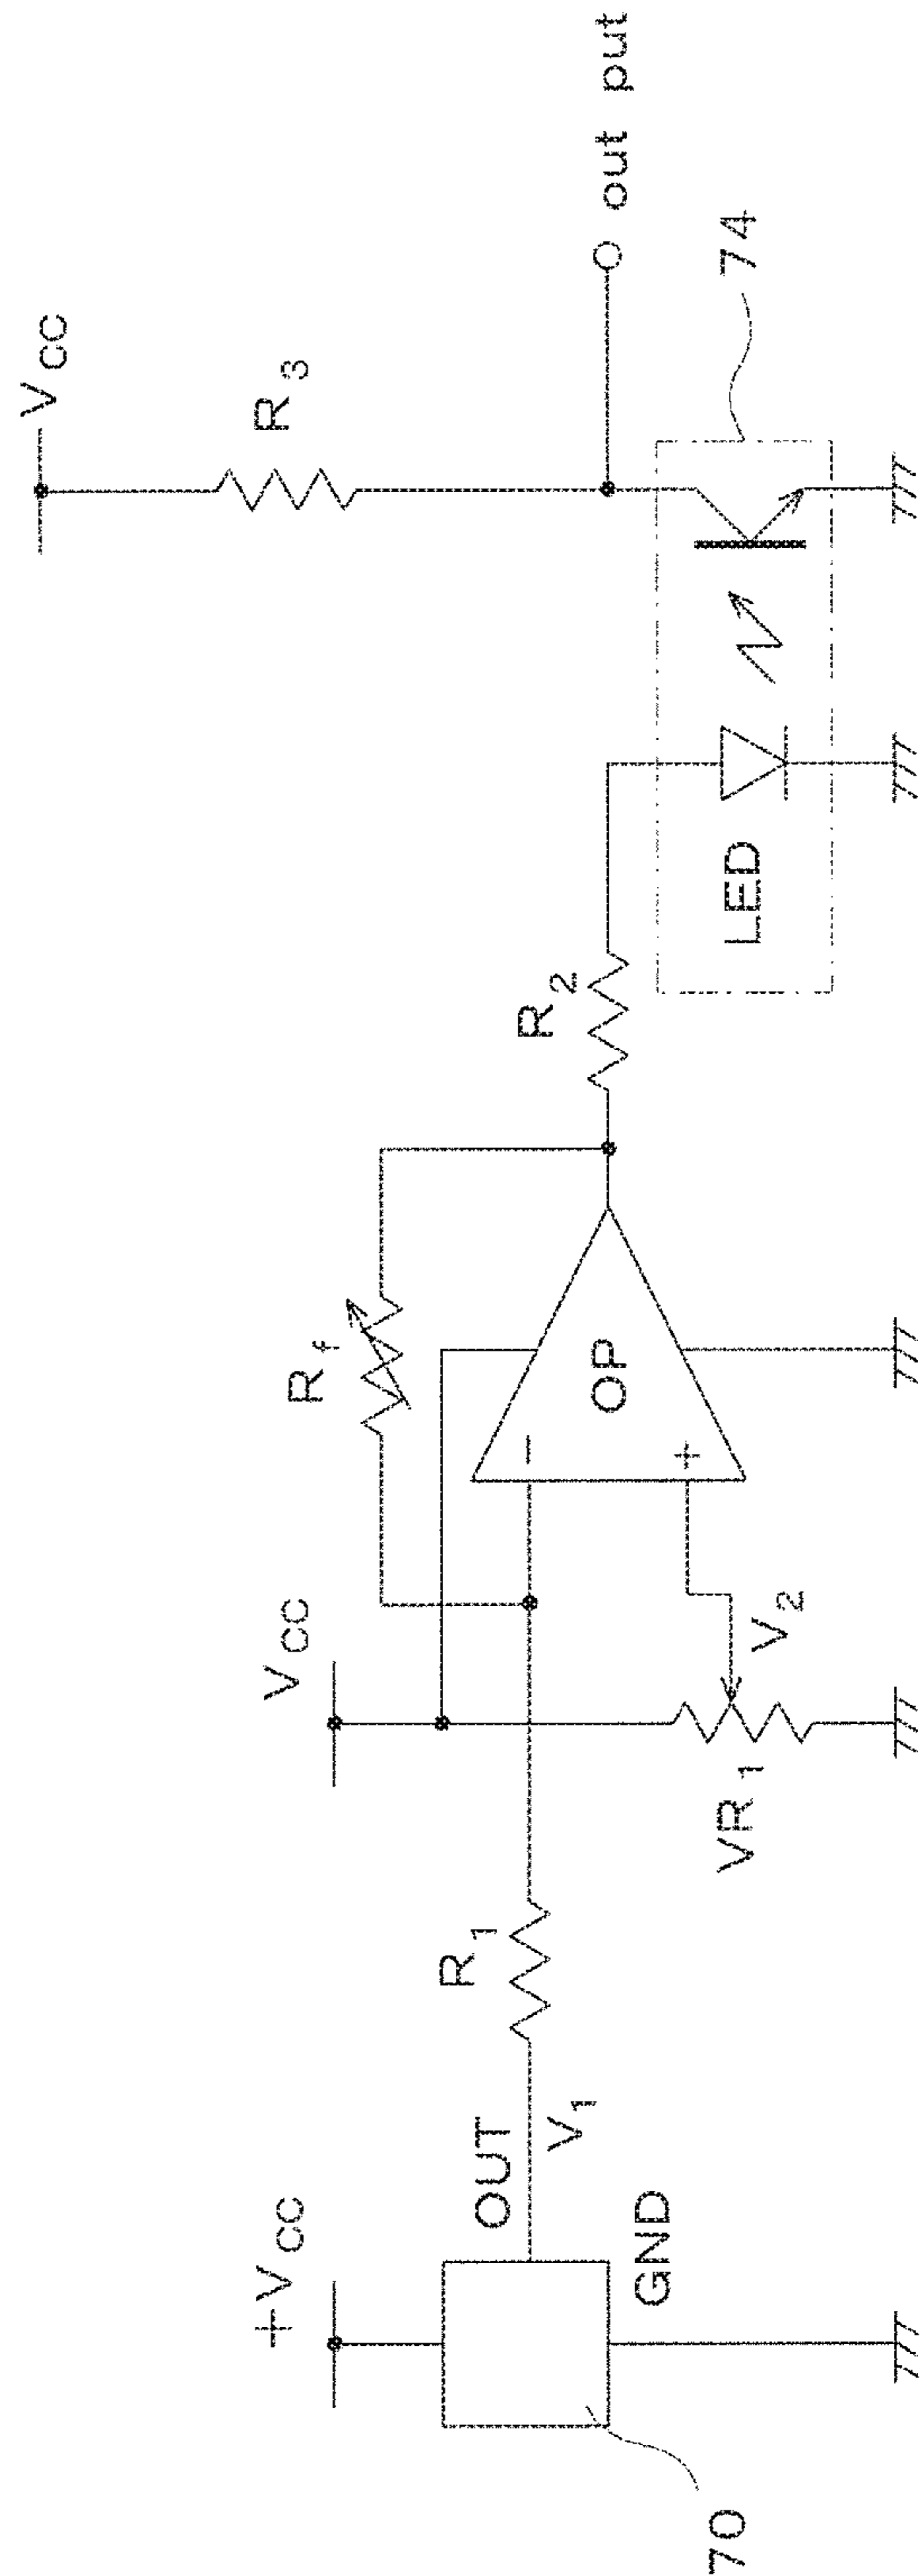 +VCC
OUT
V1
GND
70
R1
VCC
VR1
V2
Rf
−
+
OP
R2
LED
VCC
R3
out put
74